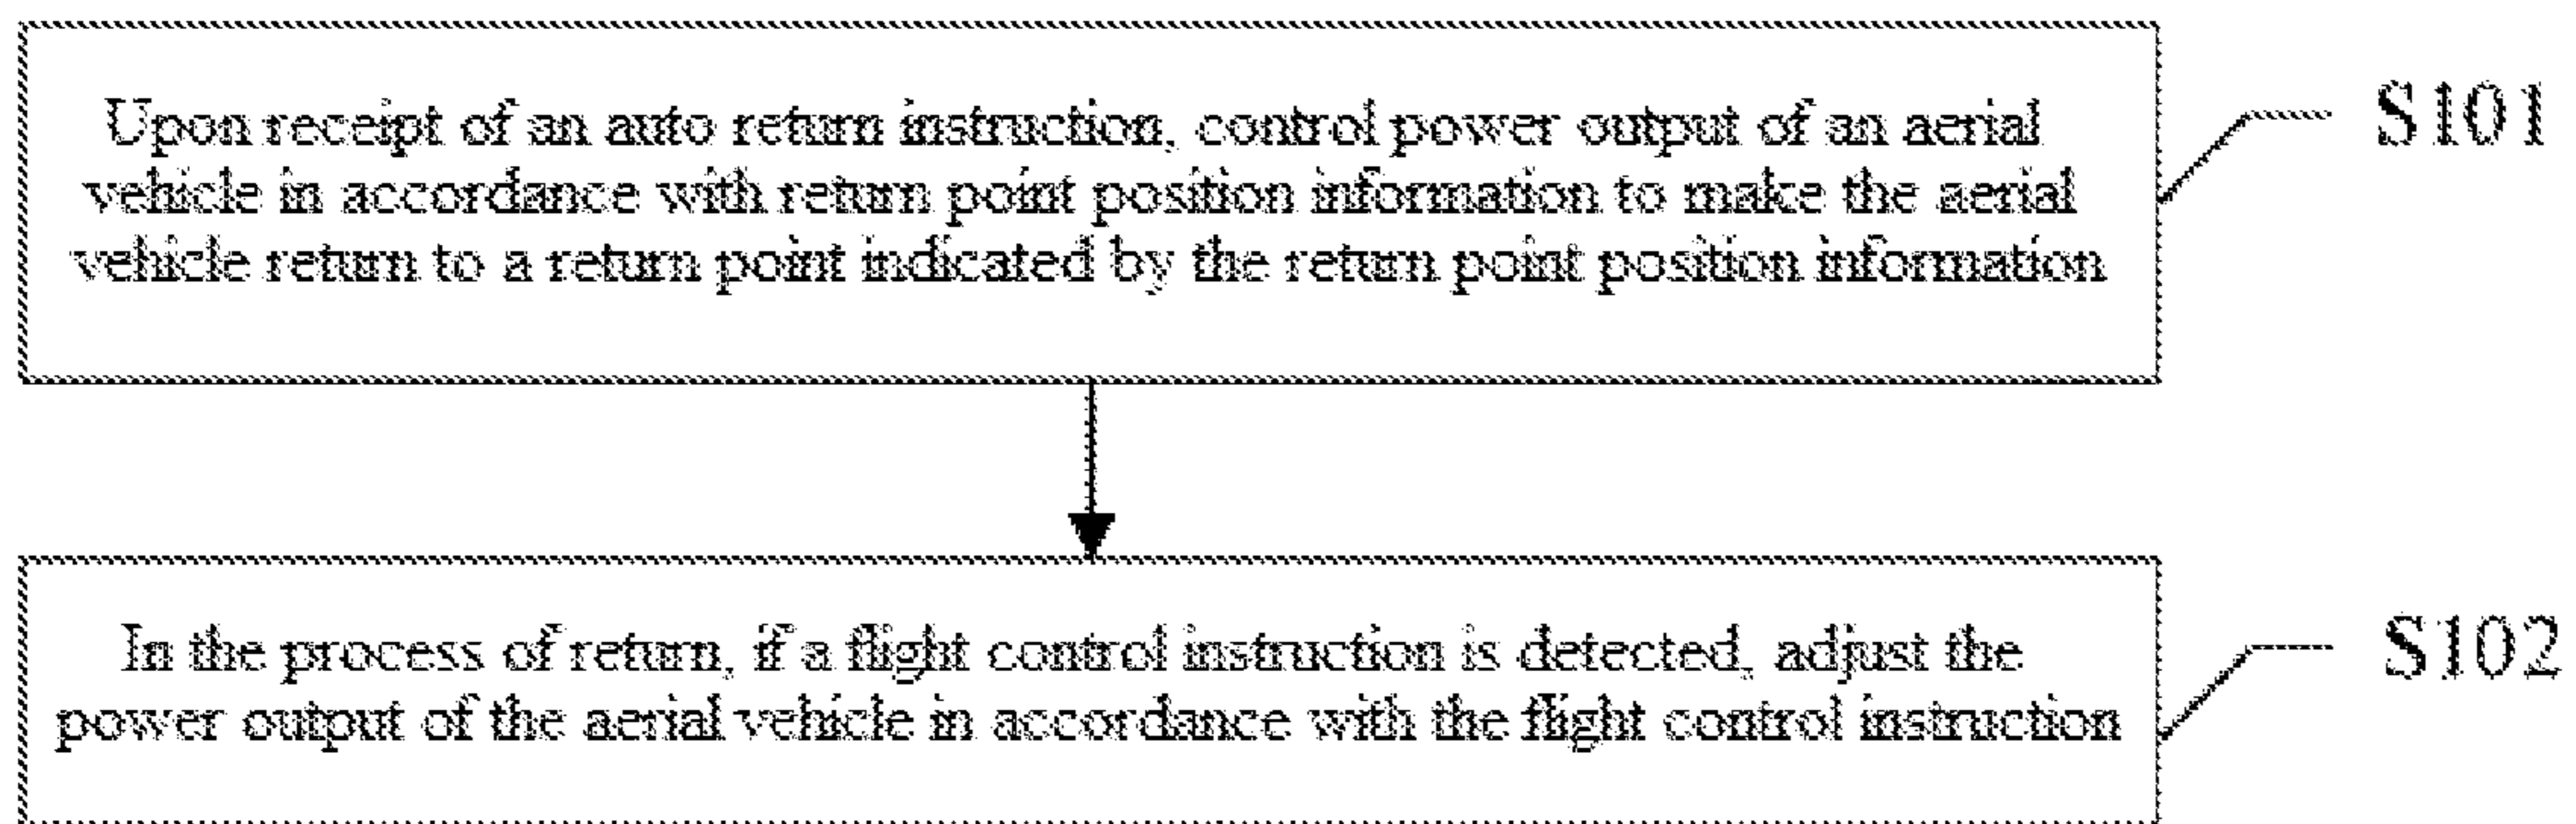 Upon receipt of an auto return instruction, control power output of an aerial
vehicle in accordance with return point position information to make the aerial
vehicle return to a return point indicated by the return point position information
S101
In the process of return, if a flight control instruction is detected, adjust the
power output of the aerial vehicle in accordance with the flight control instruction
S102